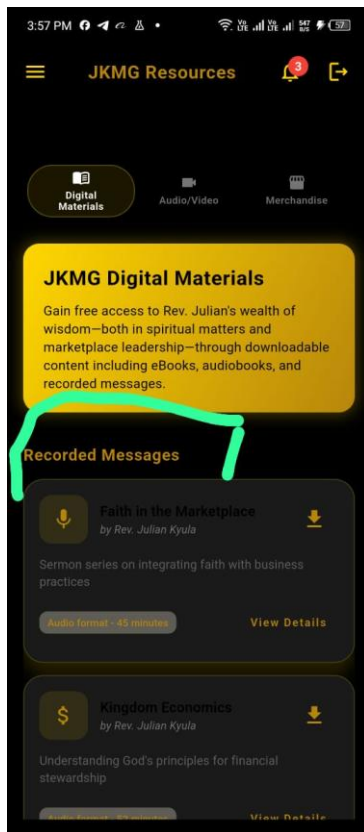 3:57 PM
57
JKMG Resources
3
Digital
Materials
Audio/Video
Merchandise
JKMG Digital Materials
Gain free access to Rev. Julian's wealth of
wisdom—both in spiritual matters and
marketplace leadership—through downloadable
content including eBooks, audiobooks, and
recorded messages.
Recorded Messages
Faith in the Marketplace
by Rev. Julian Kyula
Sermon series on integrating faith with business
practices
Audio format - 45 minutes
View Details
Kingdom Economics
by Rev. Julian Kyula
Understanding God's principles for financial
stewardship
View Details